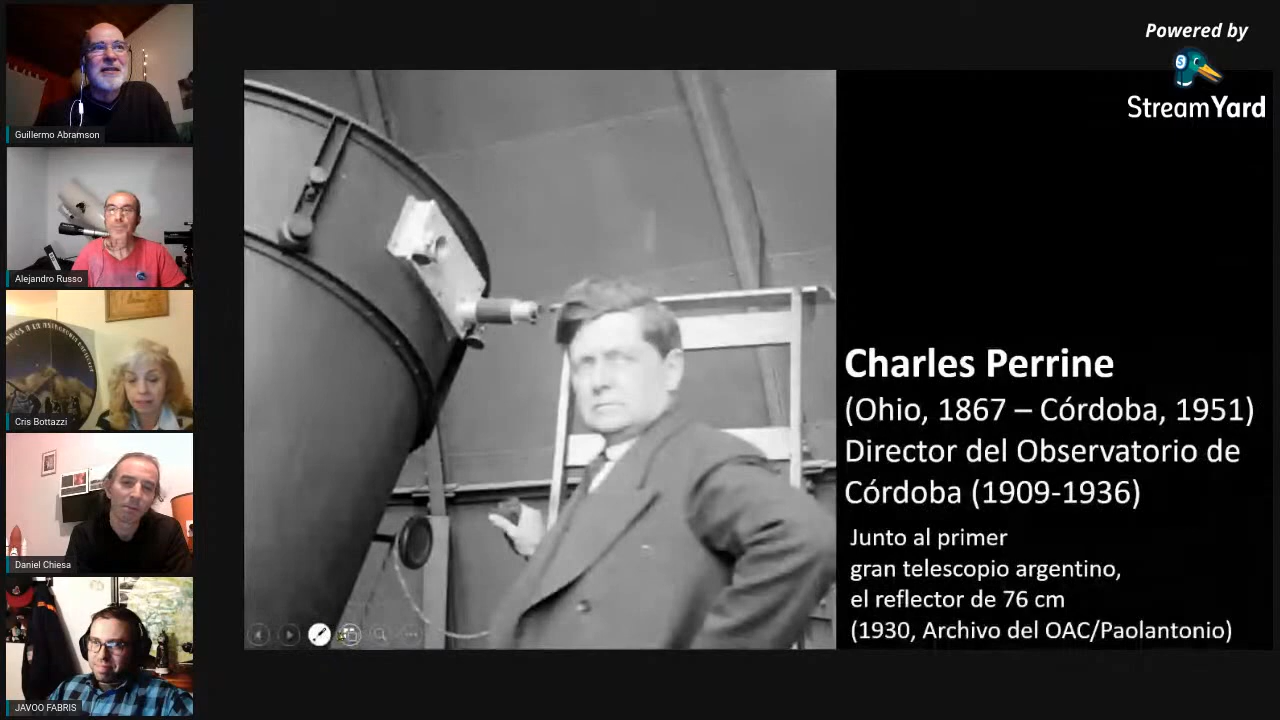 Powered by
StreamYard
Guillermo Abramson
Alejandro Russo
Cris Bottazzi
Daniel Chiesa
JAVOO FABRIS
Charles Perrine
(Ohio, 1867 – Córdoba, 1951)
Director del Observatorio de
Córdoba (1909-1936)
Junto al primer
gran telescopio argentino,
el reflector de 76 cm
(1930, Archivo del OAC/Paolantonio)